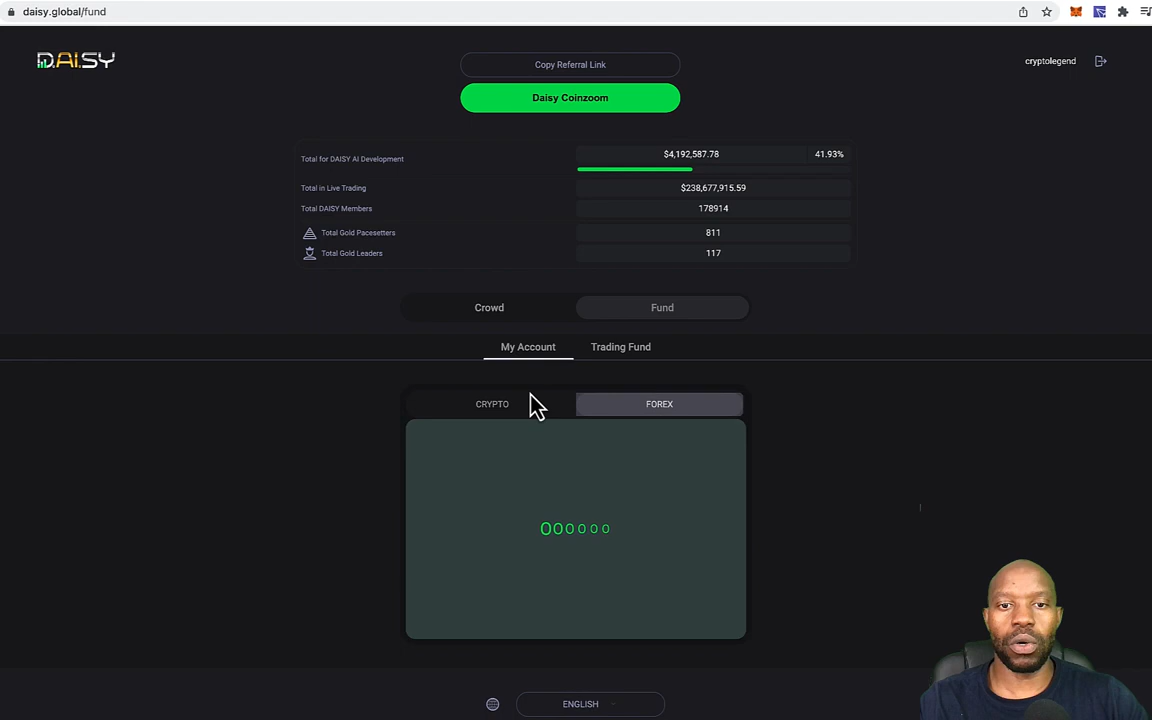 daisy.global/fund
D.AI.SY
Copy Referral Link
cryptolegend
Daisy Coinzoom
Total for DAISY AI Development $4,192,587.78 41.93%
Total in Live Trading $238,677,915.59
Total DAISY Members 178914
Total Gold Pacesetters 811
Total Gold Leaders 117
Crowd Fund
My Account Trading Fund
CRYPTO FOREX
ENGLISH